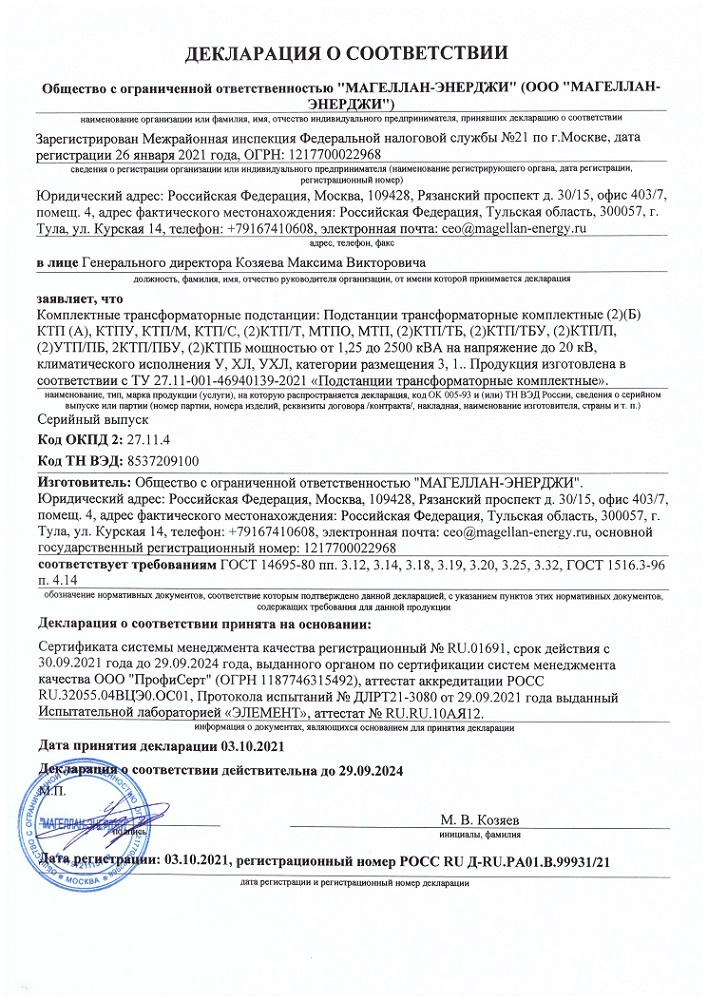 ДЕКЛАРАЦИЯ О СООТВЕТСТВИИ
Общество с ограниченной ответственностью "МАГЕЛЛАН-ЭНЕРДЖИ" (ООО "МАГЕЛЛАН-
ЭНЕРДЖИ")
наименование организации или фамилия, имя, отчество индивидуального предпринимателя, принявших декларацию о соответствии
Зарегистрирован Межрайонная инспекция Федеральной налоговой службы №21 по г.Москве, дата
регистрации 26 января 2021 года, ОГРН: 1217700022968
сведения о регистрации организации или индивидуального предпринимателя (наименование регистрирующего органа, дата регистрации,
регистрационный номер)
Юридический адрес: Российская Федерация, Москва, 109428, Рязанский проспект д. 30/15, офис 403/7,
помещ. 4, адрес фактического местонахождения: Российская Федерация, Тульская область, 300057, г.
Тула, ул. Курская 14, телефон: +79167410608, электронная почта: ceo@magellan-energy.ru
адрес, телефон, факс
в лице Генерального директора Козяева Максима Викторовича
должность, фамилия, имя, отчество руководителя организации, от имени которой принимается декларация
заявляет, что
Комплектные трансформаторные подстанции: Подстанции трансформаторные комплектные (2)(Б)
КТП (А), КТПУ, КТП/М, КТП/С, (2)КТП/Т, МТПО, МТП, (2)КТП/ТБ, (2)КТП/ТБУ, (2)КТП/П,
(2)УТП/ПБ, 2КТП/ПБУ, (2)КТПБ мощностью от 1,25 до 2500 кВА на напряжение до 20 кВ,
климатического исполнения У, ХЛ, УХЛ, категории размещения 3, 1.. Продукция изготовлена в
соответствии с ТУ 27.11-001-46940139-2021 «Подстанции трансформаторные комплектные».
наименование, тип, марка продукции (услуги), на которую распространяется декларация, код ОК 005-93 и (или) ТН ВЭД России, сведения о серийном
выпуске или партии (номер партии, номера изделий, реквизиты договора /контракта/, накладная, наименование изготовителя, страны и т. п.)
Серийный выпуск
Код ОКПД 2: 27.11.4
Код ТН ВЭД: 8537209100
Изготовитель: Общество с ограниченной ответственностью "МАГЕЛЛАН-ЭНЕРДЖИ".
Юридический адрес: Российская Федерация, Москва, 109428, Рязанский проспект д. 30/15, офис 403/7,
помещ. 4, адрес фактического местонахождения: Российская Федерация, Тульская область, 300057, г.
Тула, ул. Курская 14, телефон: +79167410608, электронная почта: ceo@magellan-energy.ru, основной
государственный регистрационный номер: 1217700022968
соответствует требованиям ГОСТ 14695-80 пп. 3.12, 3.14, 3.18, 3.19, 3.20, 3.25, 3.32, ГОСТ 1516.3-96
п. 4.14
обозначение нормативных документов, соответствие которым подтверждено данной декларацией, с указанием пунктов этих нормативных документов,
содержащих требования для данной продукции
Декларация о соответствии принята на основании:
Сертификата системы менеджмента качества регистрационный № RU.01691, срок действия с
30.09.2021 года до 29.09.2024 года, выданного органом по сертификации систем менеджмента
качества ООО "ПрофиСерт" (ОГРН 1187746315492), аттестат аккредитации РОСС
RU.32055.04ВЦЭ0.ОС01, Протокола испытаний № ДЛРТ21-3080 от 29.09.2021 года выданный
Испытательной лабораторией «ЭЛЕМЕНТ», аттестат № RU.RU.10АЯ12.
информация о документах, являющихся основанием для принятия декларации
Дата принятия декларации 03.10.2021
Декларация о соответствии действительна до 29.09.2024
М.П.
"МАГЕЛЛАН-ЭНЕРДЖИ"
подпись
М. В. Козяев
инициалы, фамилия
ОБЩЕСТВО С ОГРАНИЧЕННОЙ ОТВЕТСТВЕННОСТЬЮ
МОСКВА
Дата регистрации: 03.10.2021, регистрационный номер РОСС RU Д-RU.РА01.В.99931/21
дата регистрации и регистрационный номер декларации